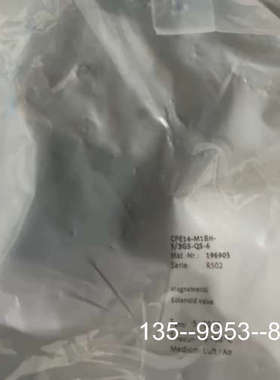 CPE14-M1BH-
5/3GS-QS-6
Mat. Nr.: 196903
Serie R502
Magnetventil
Solenoid valve
Medium: Luft / Air
135--9953--8